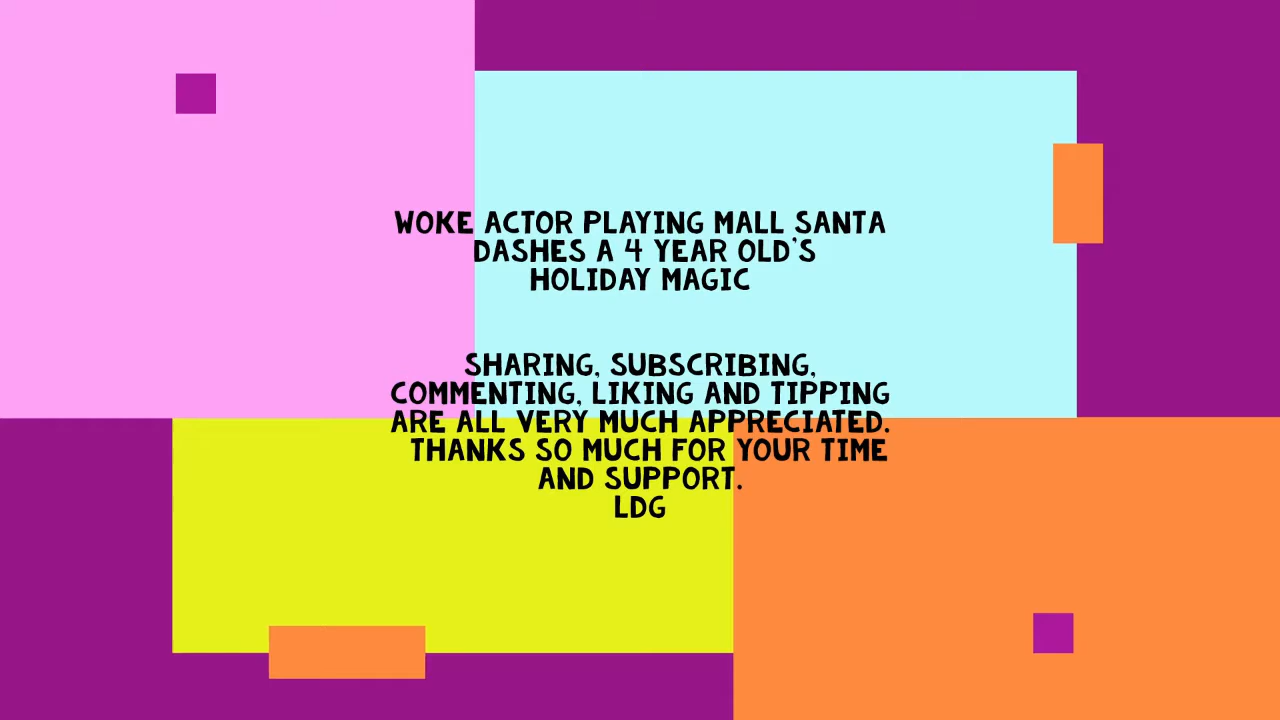 WOKE ACTOR PLAYING MALL SANTA
DASHES A 4 YEAR OLD'S
HOLIDAY MAGIC
SHARING, SUBSCRIBING,
COMMENTING, LIKING AND TIPPING
ARE ALL VERY MUCH APPRECIATED.
THANKS SO MUCH FOR YOUR TIME
AND SUPPORT.
LDG